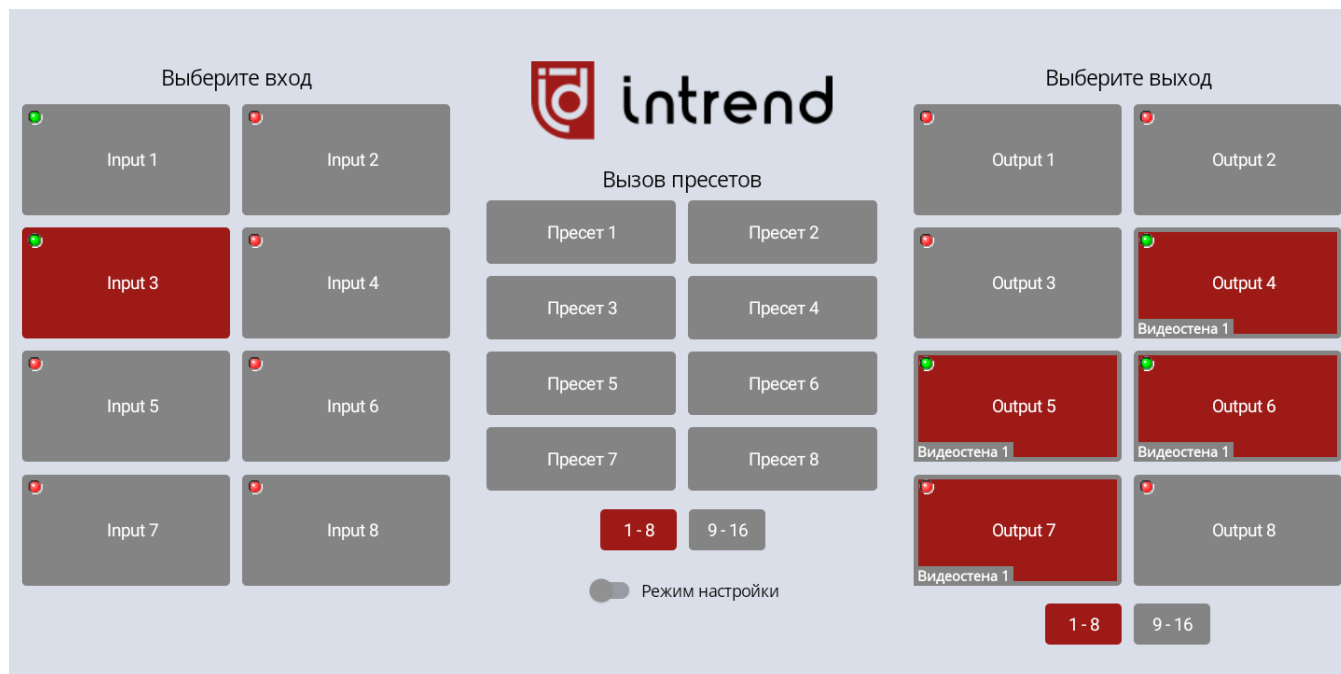 Выберите вход
Input 1
Input 2
Input 3
Input 4
Input 5
Input 6
Input 7
Input 8
intrend
Вызов пресетов
Пресет 1
Пресет 2
Пресет 3
Пресет 4
Пресет 5
Пресет 6
Пресет 7
Пресет 8
1 - 8
9 - 16
Режим настройки
Выберите выход
Output 1
Output 2
Output 3
Output 4
Видеостена 1
Output 5
Видеостена 1
Output 6
Видеостена 1
Output 7
Видеостена 1
Output 8
1 - 8
9 - 16